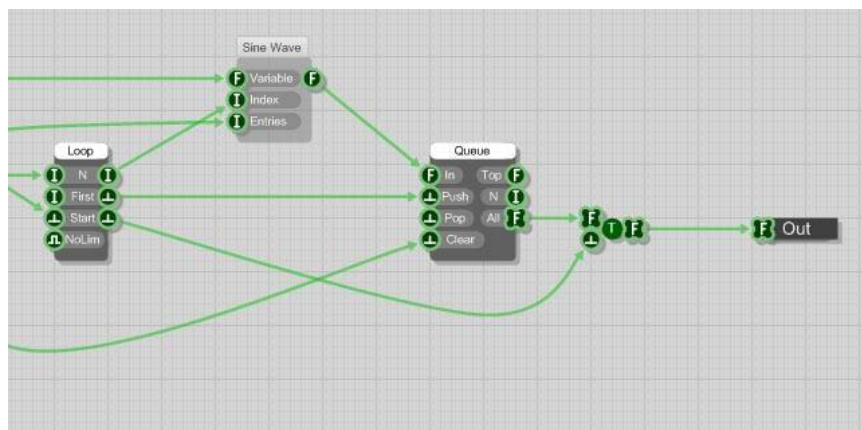 Sine Wave
F Variable F
I Index
I Entries
Loop
I N I
I First
Start
NoLim
Queue
F In Top F
Push N I
Pop All F
Clear
F T F
F Out